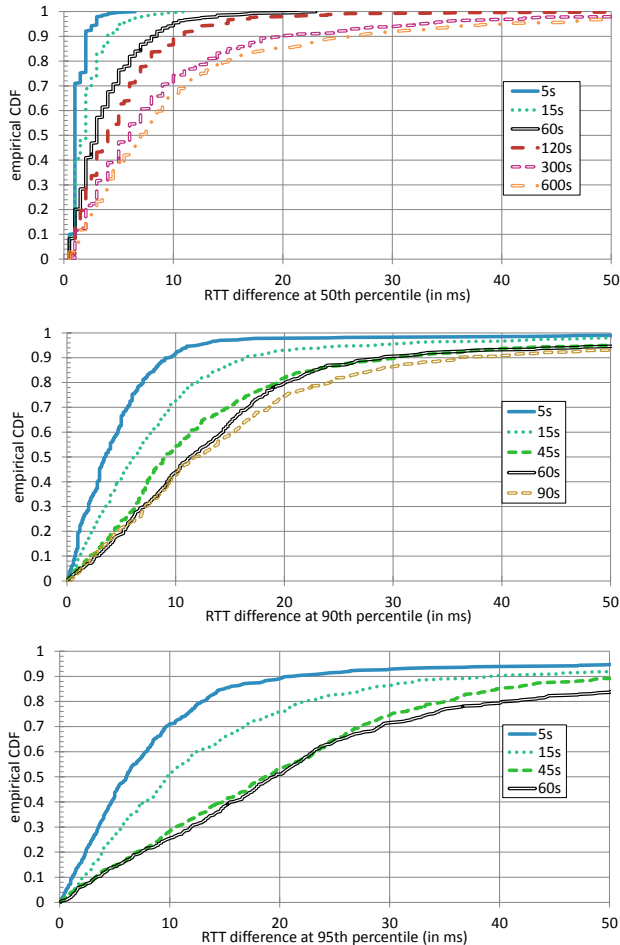 1
0.9
0.8
0.7
0.6
0.5
0.4
0.3
0.2
0.1
0
empirical CDF
5s
15s
60s
120s
300s
600s
0 10 20 30 40 50
RTT difference at 50th percentile (in ms)
1
0.9
0.8
0.7
0.6
0.5
0.4
0.3
0.2
0.1
0
empirical CDF
5s
15s
45s
60s
90s
0 10 20 30 40 50
RTT difference at 90th percentile (in ms)
1
0.9
0.8
0.7
0.6
0.5
0.4
0.3
0.2
0.1
0
empirical CDF
5s
15s
45s
60s
0 10 20 30 40 50
RTT difference at 95th percentile (in ms)